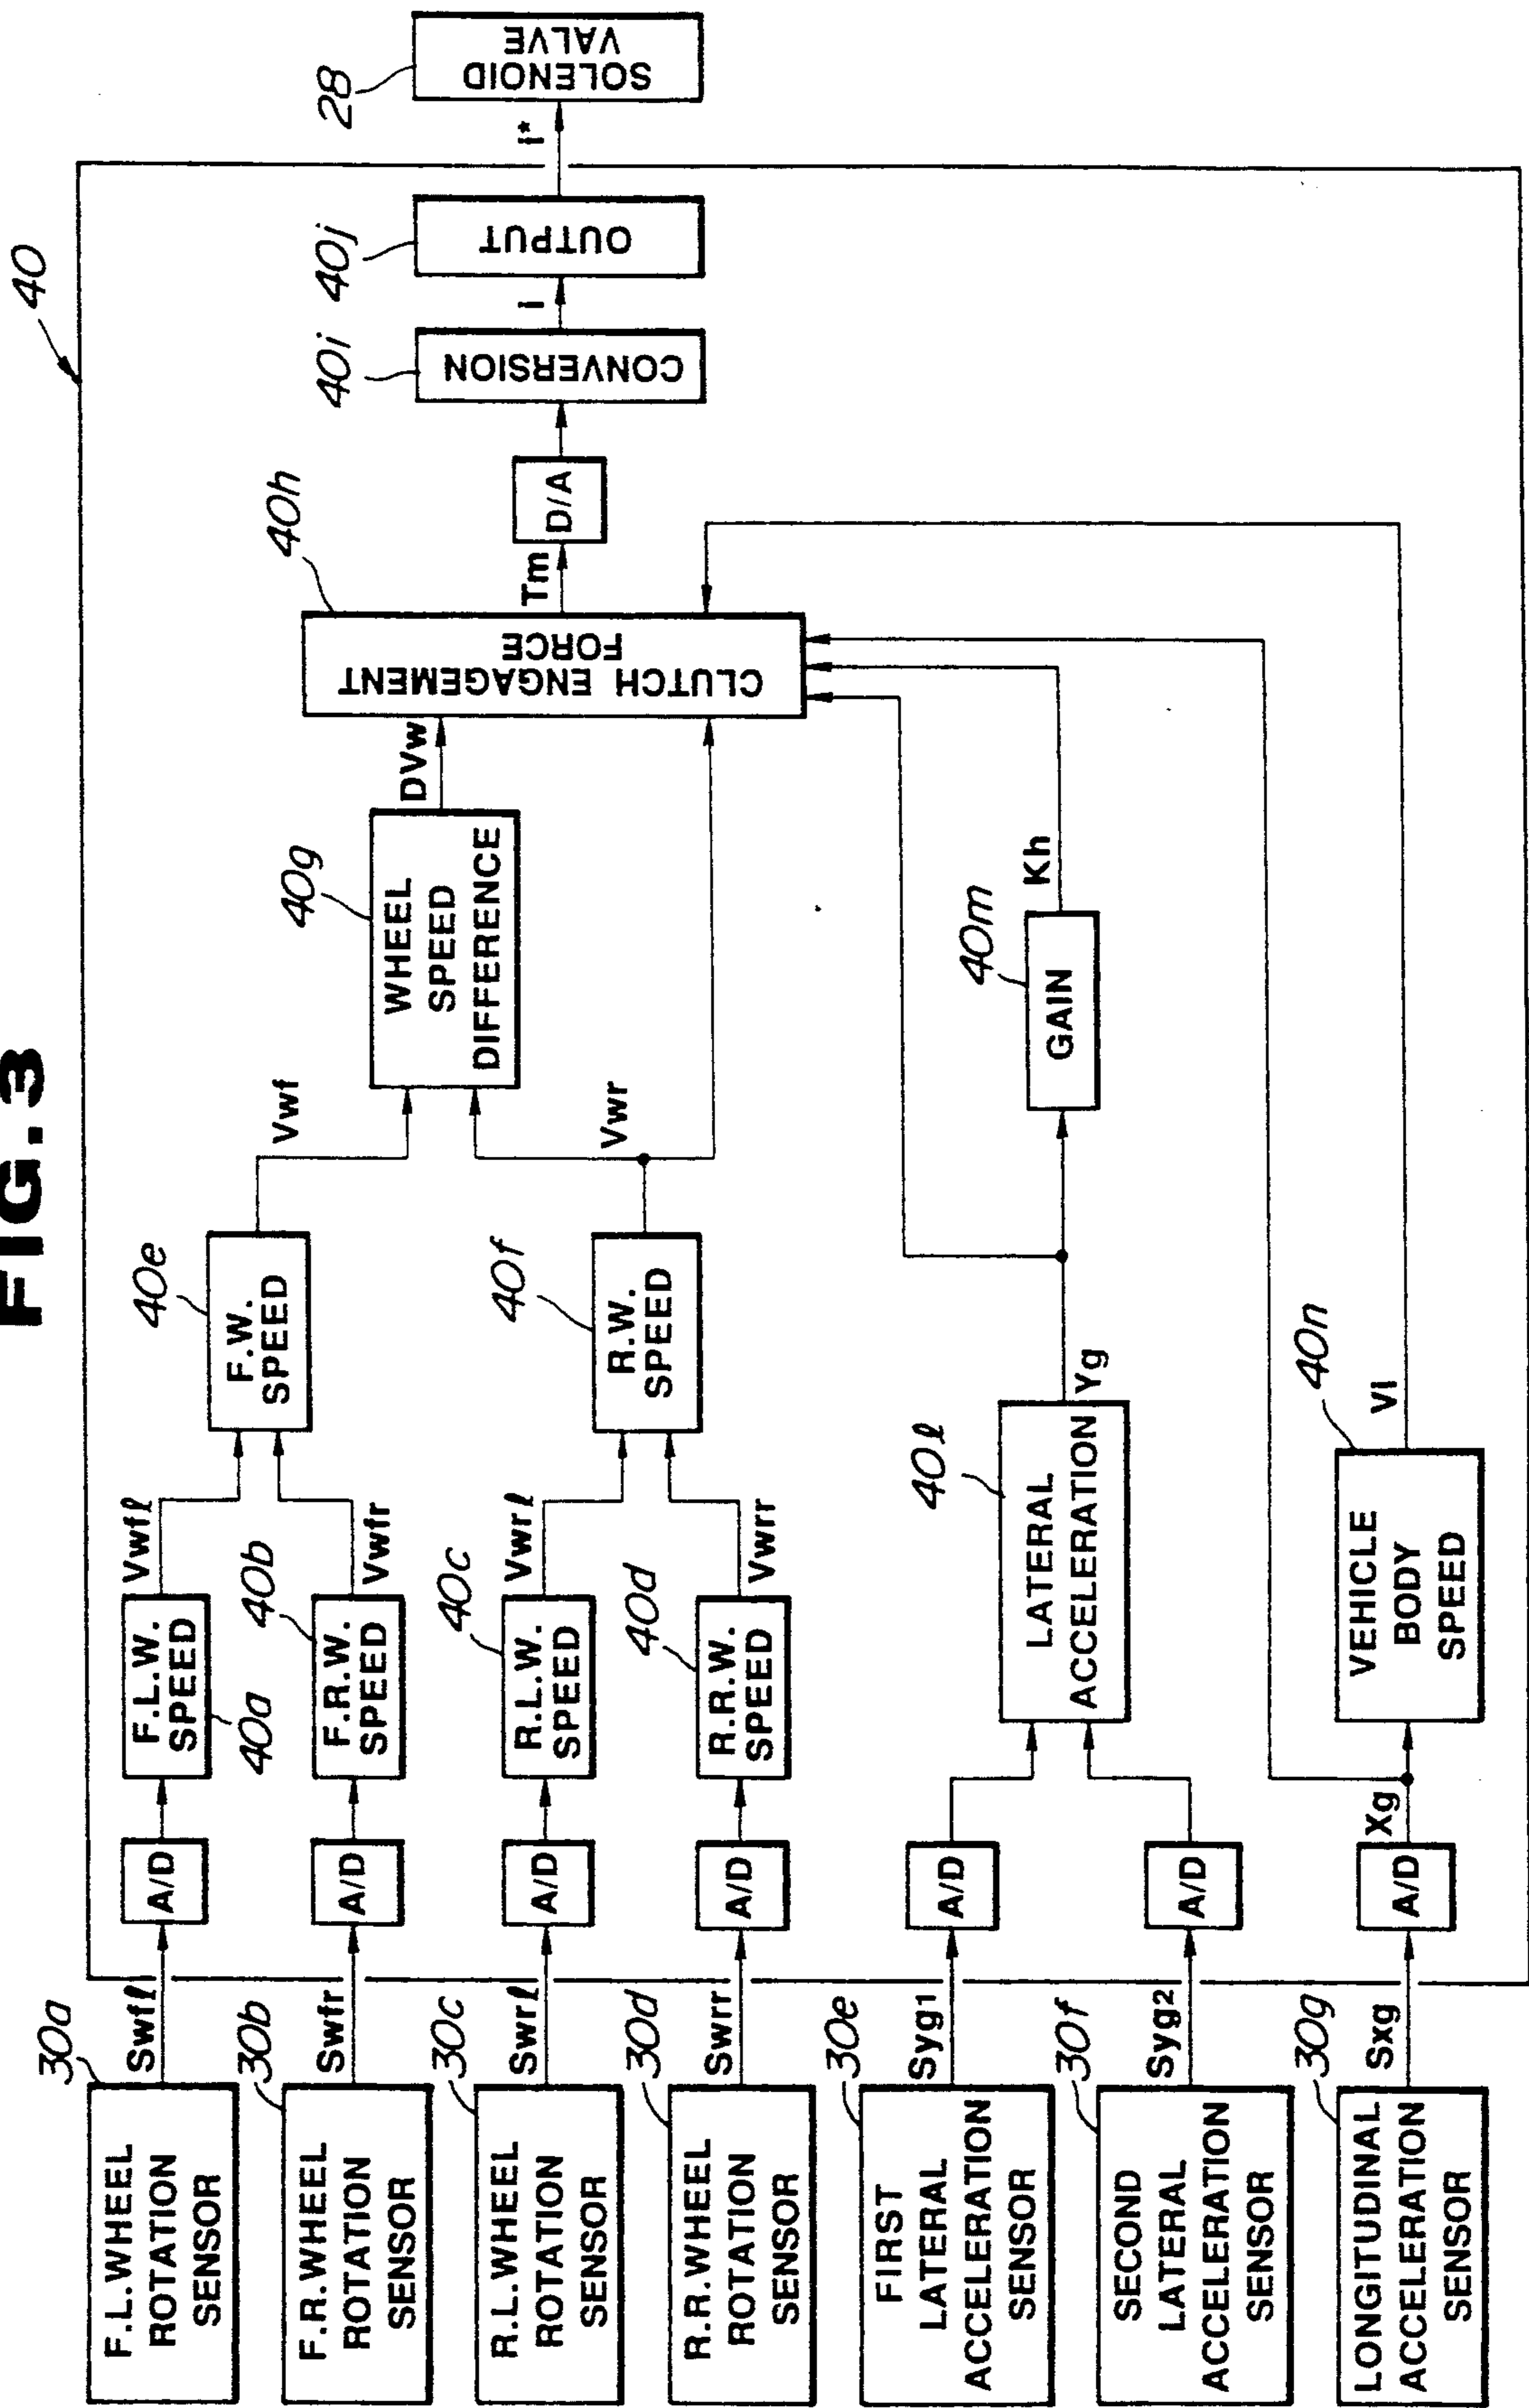 FIG.3
40
30a
F.L.WHEEL
ROTATION
SENSOR
Swfℓ
A/D
F.L.W.
SPEED
40a
Vwfℓ
30b
F.R.WHEEL
ROTATION
SENSOR
Swfr
A/D
40b
F.R.W.
SPEED
Vwfr
40e
F.W.
SPEED
Vwf
30c
R.L.WHEEL
ROTATION
SENSOR
Swrℓ
A/D
40c
R.L.W.
SPEED
Vwrℓ
30d
R.R.WHEEL
ROTATION
SENSOR
Swrr
A/D
40d
R.R.W.
SPEED
Vwrr
40f
R.W.
SPEED
Vwr
40g
WHEEL
SPEED
DIFFERENCE
DVw
40h
CLUTCH ENGAGEMENT
FORCE
Tm
D/A
40i
CONVERSION
i
40j
OUTPUT
i*
28
SOLENOID
VALVE
30e
FIRST
LATERAL
ACCELERATION
SENSOR
Syg1
A/D
30f
SECOND
LATERAL
ACCELERATION
SENSOR
Syg2
A/D
40ℓ
LATERAL
ACCELERATION
Yg
40m
GAIN
Kh
30g
LONGITUDINAL
ACCELERATION
SENSOR
Sxg
A/D
Xg
VEHICLE
BODY
SPEED
40n
Vi